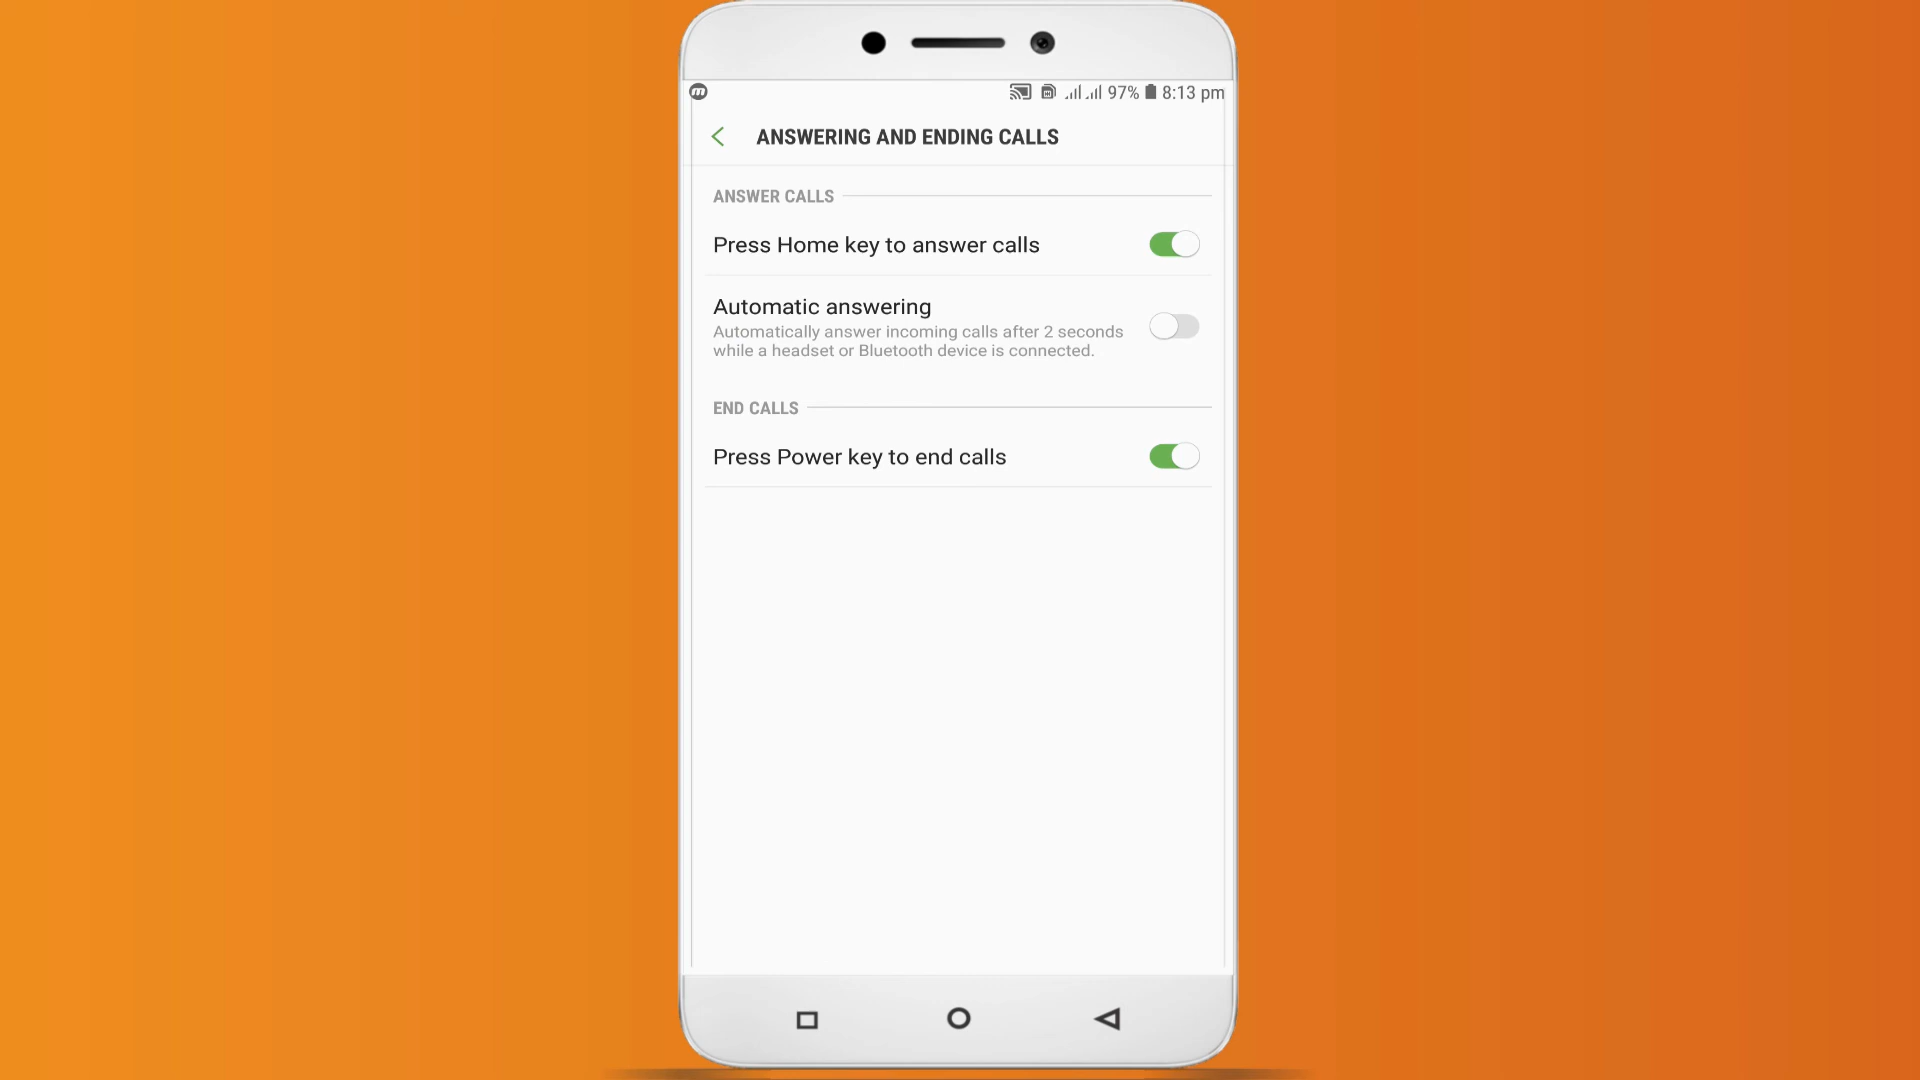 97% 8:13 pm
ANSWERING AND ENDING CALLS
ANSWER CALLS
Press Home key to answer calls
Automatic answering
Automatically answer incoming calls after 2 seconds
while a headset or Bluetooth device is connected.
END CALLS
Press Power key to end calls